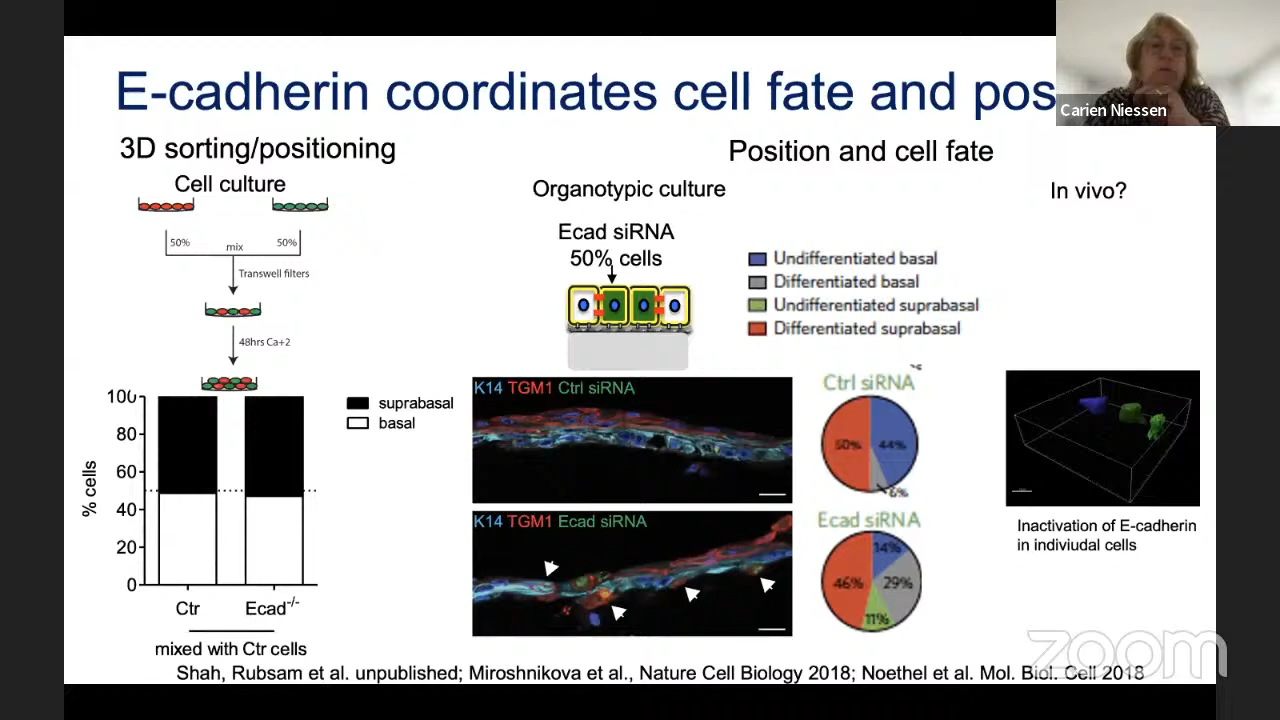 E-cadherin coordinates cell fate and pos
Carien Niessen
3D sorting/positioning
Cell culture
50%
mix
50%
Transwell filters
48hrs Ca+2
100
80
60
40
20
0
% cells
suprabasal
basal
Ctr
Ecad-/-
mixed with Ctr cells
Position and cell fate
Organotypic culture
Ecad siRNA
50% cells
Undifferentiated basal
Differentiated basal
Undifferentiated suprabasal
Differentiated suprabasal
K14 TGM1 Ctrl siRNA
Ctrl siRNA
50%
44%
6%
K14 TGM1 Ecad siRNA
Ecad siRNA
14%
29%
11%
46%
In vivo?
Inactivation of E-cadherin
in indiviudal cells
Shah, Rubsam et al. unpublished; Miroshnikova et al., Nature Cell Biology 2018; Noethel et al. Mol. Biol. Cell 2018
zoom